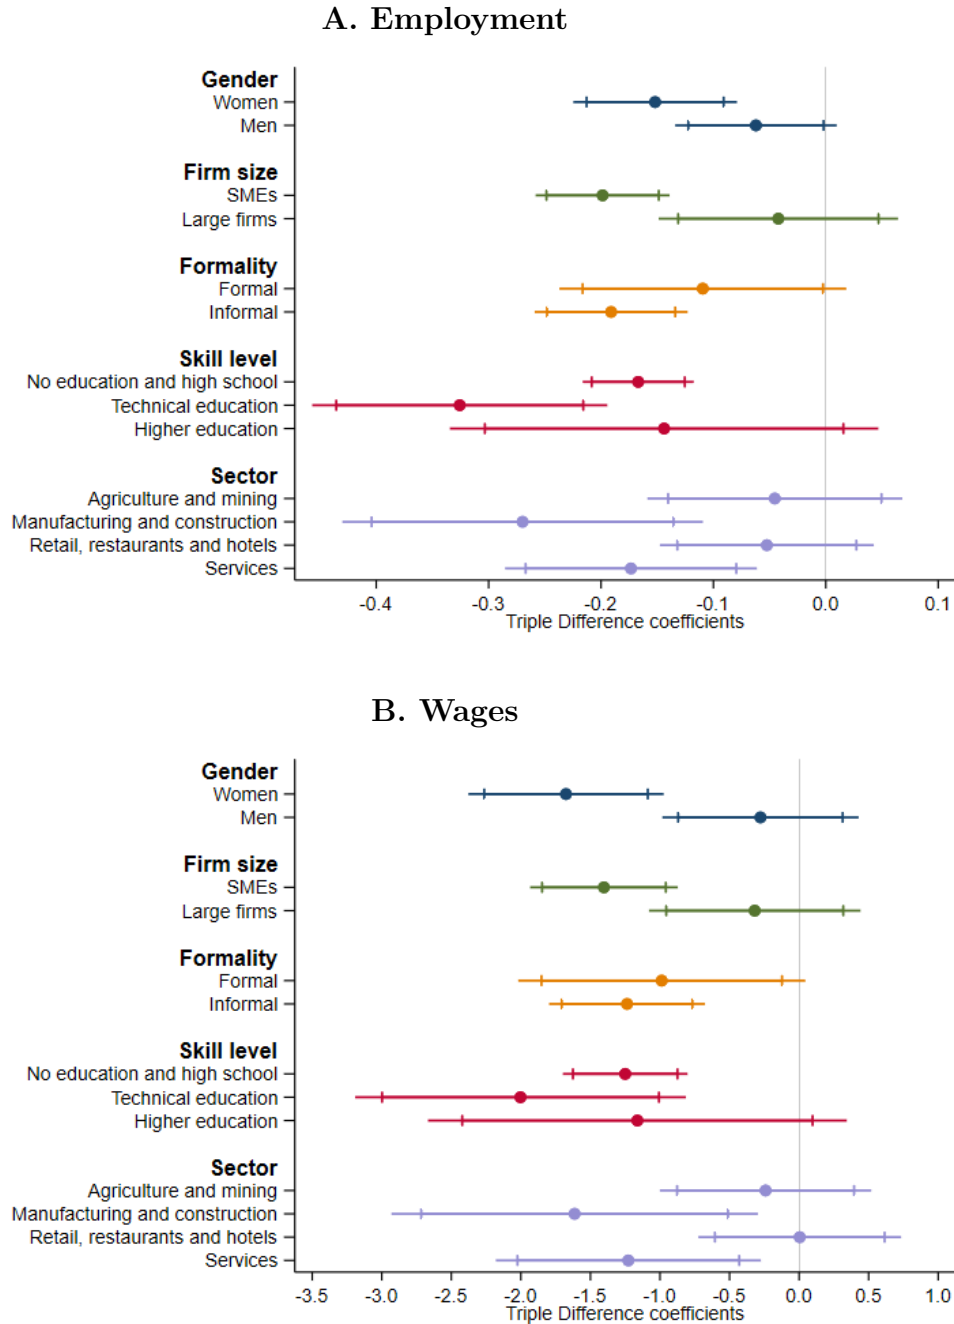 A. Employment
Gender
Women
Men
Firm size
SMEs
Large firms
Formality
Formal
Informal
Skill level
No education and high school
Technical education
Higher education
Sector
Agriculture and mining
Manufacturing and construction
Retail, restaurants and hotels
Services
-0.4 -0.3 -0.2 -0.1 0.0 0.1
Triple Difference coefficients
B. Wages
Gender
Women
Men
Firm size
SMEs
Large firms
Formality
Formal
Informal
Skill level
No education and high school
Technical education
Higher education
Sector
Agriculture and mining
Manufacturing and construction
Retail, restaurants and hotels
Services
-3.5 -3.0 -2.5 -2.0 -1.5 -1.0 -0.5 0.0 0.5 1.0
Triple Difference coefficients